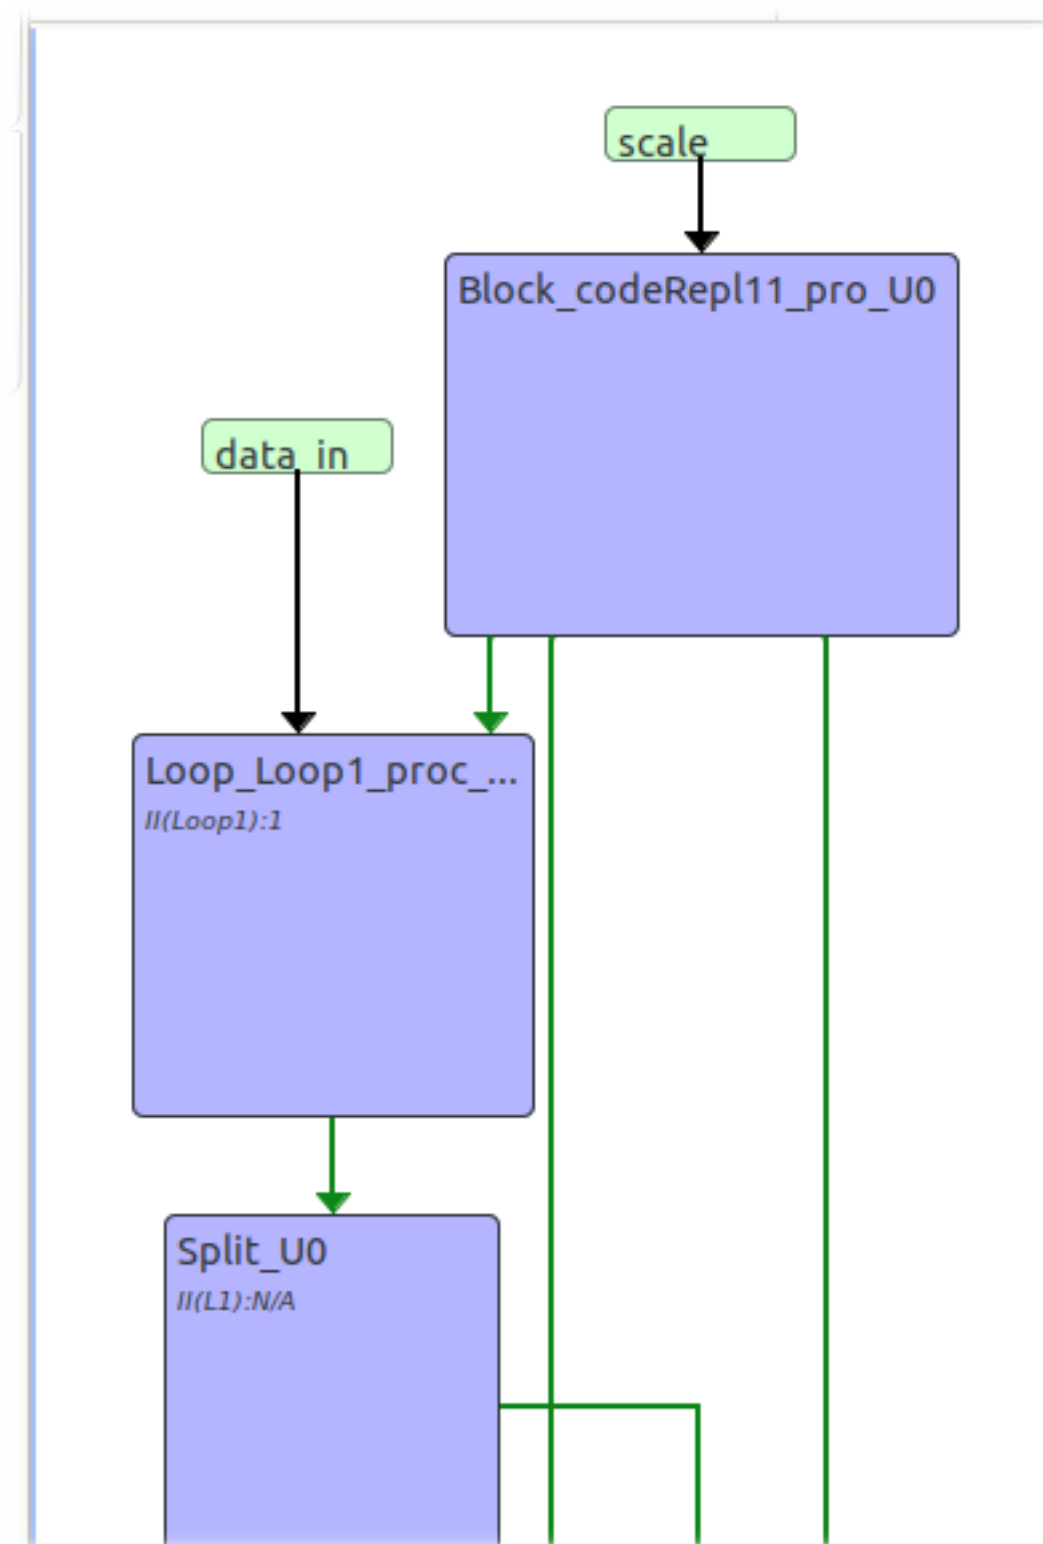 scale
Block_codeRepl11_pro_U0
data_in
Loop_Loop1_proc_...
II(Loop1):1
Split_U0
II(L1):N/A